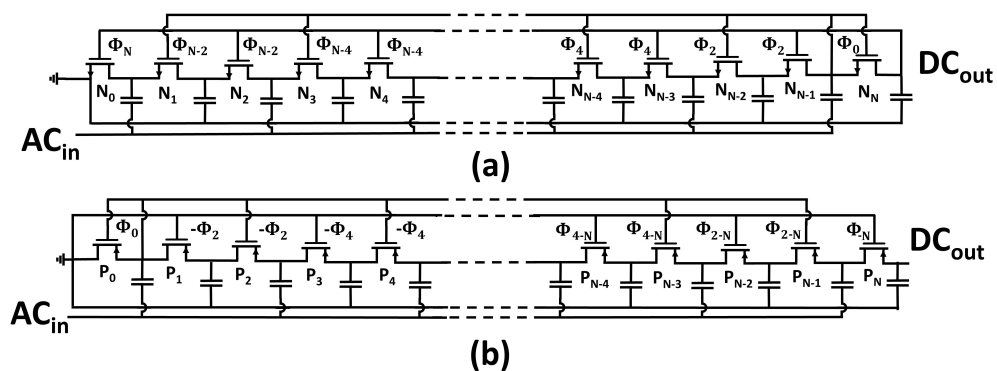 Φ_N Φ_N-2 Φ_N-2 Φ_N-4 Φ_N-4 Φ_4 Φ_4 Φ_2 Φ_2 Φ_0
DC_out
N_0 N_1 N_2 N_3 N_4 N_N-4 N_N-3 N_N-2 N_N-1 N_N
AC_in
(a)
Φ_0 -Φ_2 -Φ_2 -Φ_4 -Φ_4 Φ_4-N Φ_4-N Φ_2-N Φ_2-N Φ_-N
DC_out
P_0 P_1 P_2 P_3 P_4 P_N-4 P_N-3 P_N-2 P_N-1 P_N
AC_in
(b)